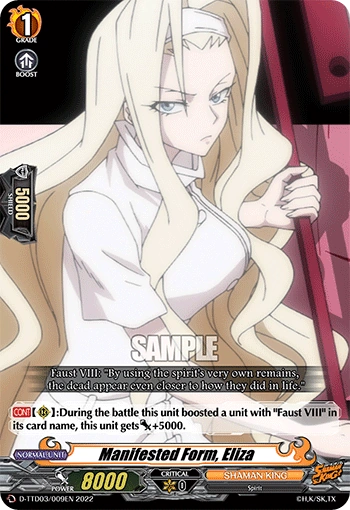 1
GRADE
BOOST
5000
SHIELD
SAMPLE
Faust VIII: "By using the spirit's very own remains,
the dead appear even closer to how they did in life."
CONT【】:During the battle this unit boosted a unit with "Faust VIII" in
its card name, this unit gets +5000.
NORMAL UNIT
Manifested Form, Eliza
POWER 8000
CRITICAL
0
SHAMAN KING
Spirit
SHAMAN KING
D-TTD03/009EN 2022
©H.K/SK,TX